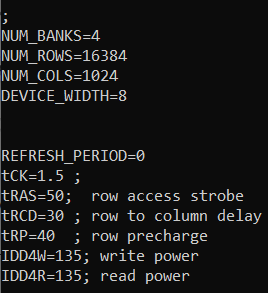 ;
NUM_BANKS=4
NUM_ROWS=16384
NUM_COLS=1024
DEVICE_WIDTH=8
REFRESH_PERIOD=0
tCK=1.5 ;
tRAS=50;  row access strobe
tRCD=30 ; row to column delay
tRP=40  ; row precharge
IDD4W=135; write power
IDD4R=135; read power